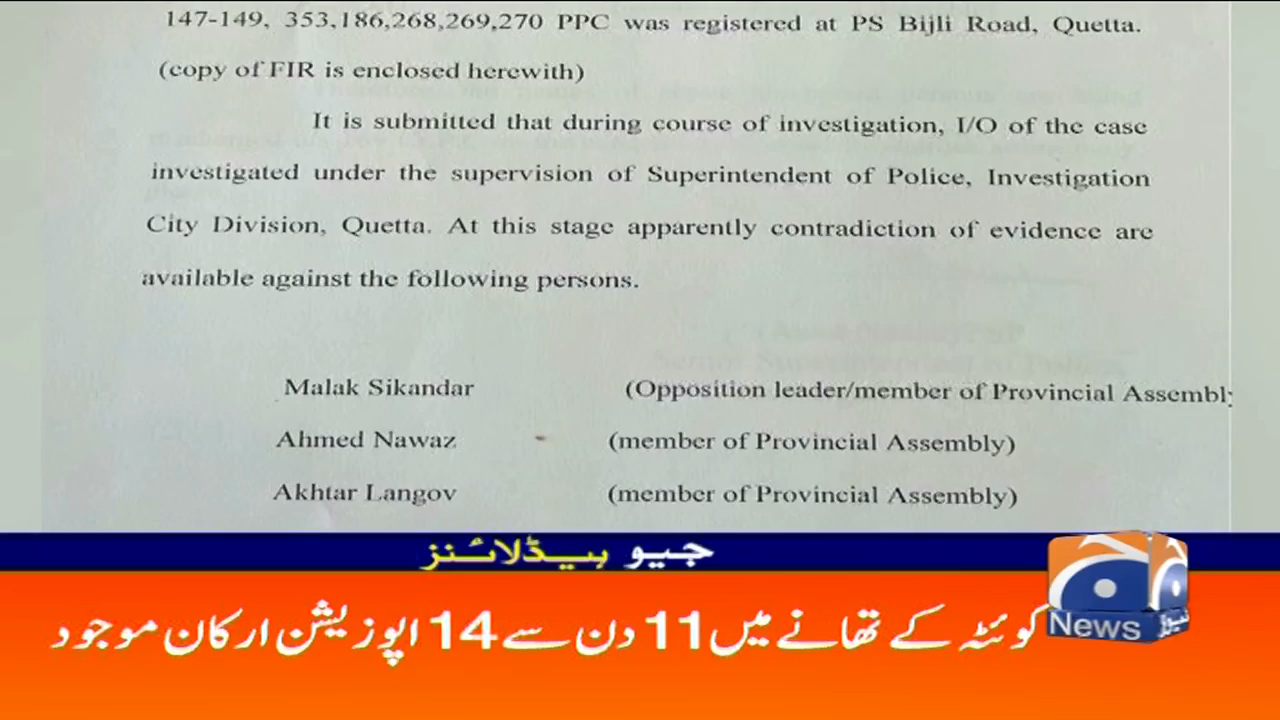 147-149, 353,186,268,269,270 PPC was registered at PS Bijli Road, Quetta.
(copy of FIR is enclosed herewith)
It is submitted that during course of investigation, I/O of the case
investigated under the supervision of Superintendent of Police, Investigation
City Division, Quetta. At this stage apparently contradiction of evidence are
available against the following persons.
Malak Sikandar (Opposition leader/member of Provincial Assembly
Ahmed Nawaz (member of Provincial Assembly)
Akhtar Langov (member of Provincial Assembly)
جیو ہیڈلائنز
کوئٹہ کے تھانے میں 11 دن سے 14 اپوزیشن ارکان موجود
News نیوز